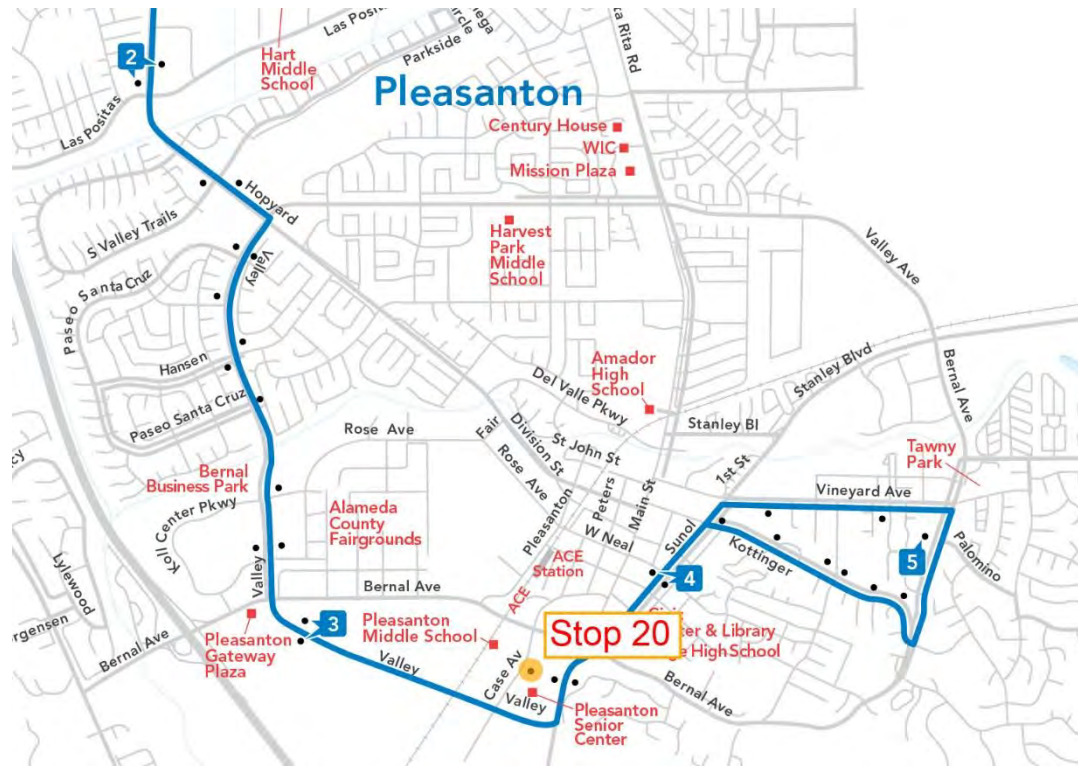 2
Hart
Middle
School
Las Positas
Parkside
Pleasanton
Las Positas
Century House
WIC
Mission Plaza
Hopyard
S Valley Trails
Harvest
Park
Middle
School
Valley
Valley Ave
Paseo Santa Cruz
Hansen
Paseo Santa Cruz
Amador
High
School
Del Valle Pkwy
Stanley Blvd
Bernal Ave
Stanley Bl
Rose Ave
Fair
Division St
St John St
1st St
Tawny
Park
Bernal
Business Park
Rose Ave
Peters
Main St
Vineyard Ave
Koll Center Pkwy
Alameda
County
Fairgrounds
Pleasanton
W Neal
Sunol
Kottinger
Palomino
5
ACE
Station
4
Lylewood
Valley
Bernal Ave
ACE
3
Pleasanton
Middle School
Stop 20
& Library
High School
Bernal Ave
Pleasanton
Gateway
Plaza
Valley
Case Av
Valley
Bernal Ave
Pleasanton
Senior
Center